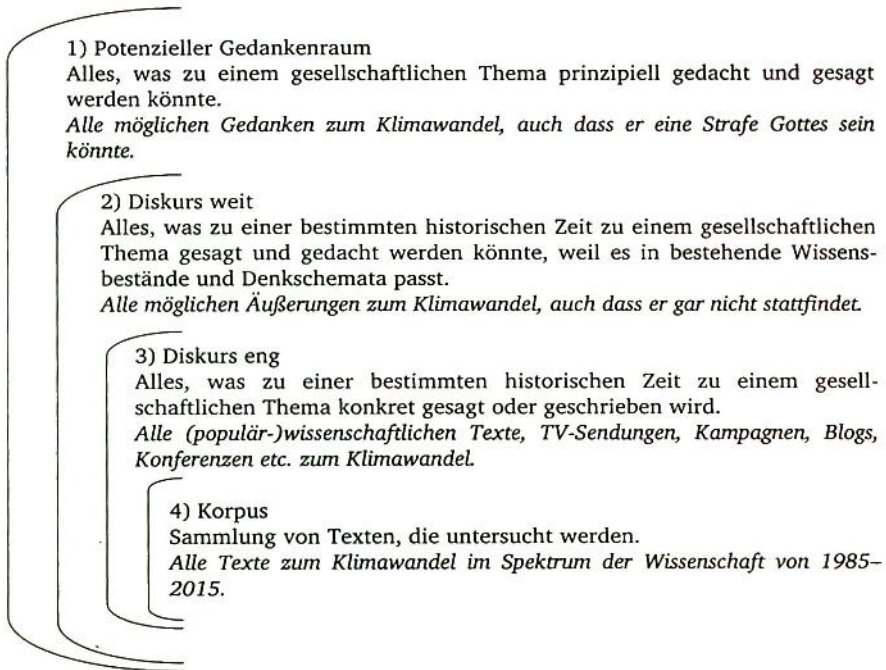 1) Potenzieller Gedankenraum
Alles, was zu einem gesellschaftlichen Thema prinzipiell gedacht und gesagt
werden könnte.
Alle möglichen Gedanken zum Klimawandel, auch dass er eine Strafe Gottes sein
könnte.
2) Diskurs weit
Alles, was zu einer bestimmten historischen Zeit zu einem gesellschaftlichen
Thema gesagt und gedacht werden könnte, weil es in bestehende Wissens-
bestände und Denkschemata passt.
Alle möglichen Äußerungen zum Klimawandel, auch dass er gar nicht stattfindet.
3) Diskurs eng
Alles, was zu einer bestimmten historischen Zeit zu einem gesell-
schaftlichen Thema konkret gesagt oder geschrieben wird.
Alle (populär-)wissenschaftlichen Texte, TV-Sendungen, Kampagnen, Blogs,
Konferenzen etc. zum Klimawandel.
4) Korpus
Sammlung von Texten, die untersucht werden.
Alle Texte zum Klimawandel im Spektrum der Wissenschaft von 1985–
2015.